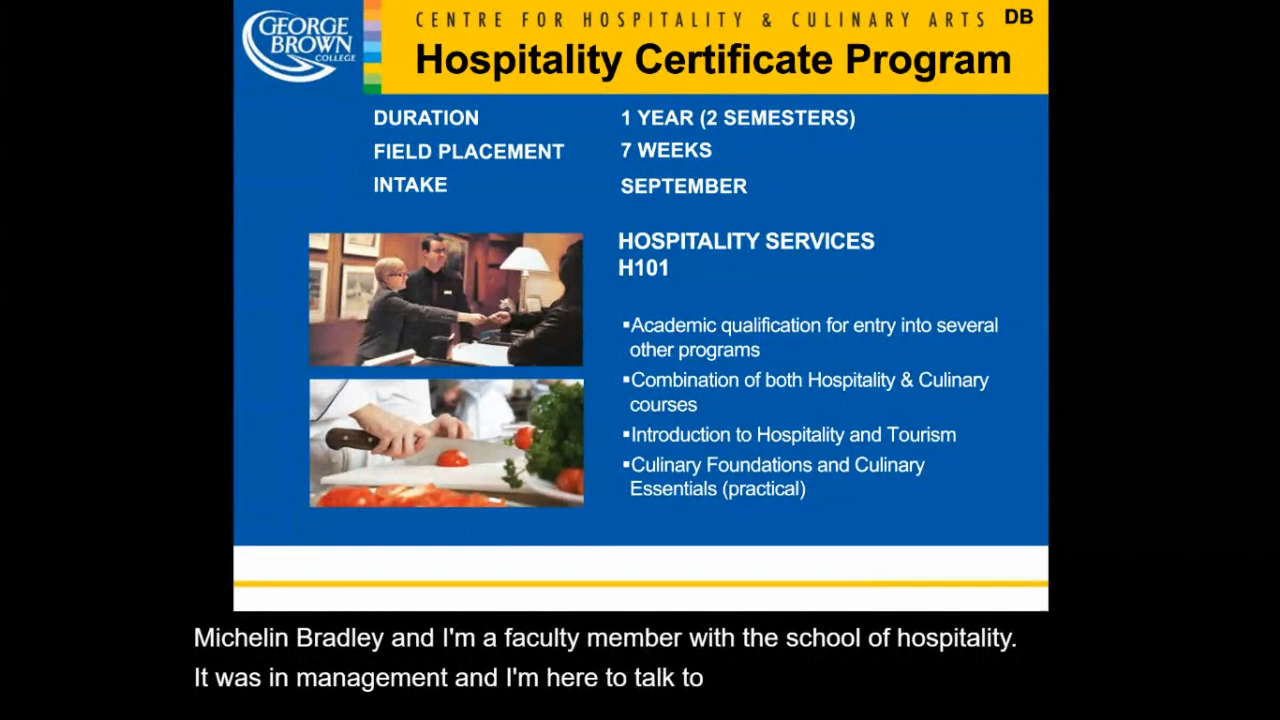 GEORGE
BROWN
COLLEGE
CENTRE FOR HOSPITALITY & CULINARY ARTS DB
Hospitality Certificate Program
DURATION 1 YEAR (2 SEMESTERS)
FIELD PLACEMENT 7 WEEKS
INTAKE SEPTEMBER
HOSPITALITY SERVICES
H101
▪Academic qualification for entry into several
other programs
▪Combination of both Hospitality & Culinary
courses
▪Introduction to Hospitality and Tourism
▪Culinary Foundations and Culinary
Essentials (practical)
Michelin Bradley and I'm a faculty member with the school of hospitality.
It was in management and I'm here to talk to